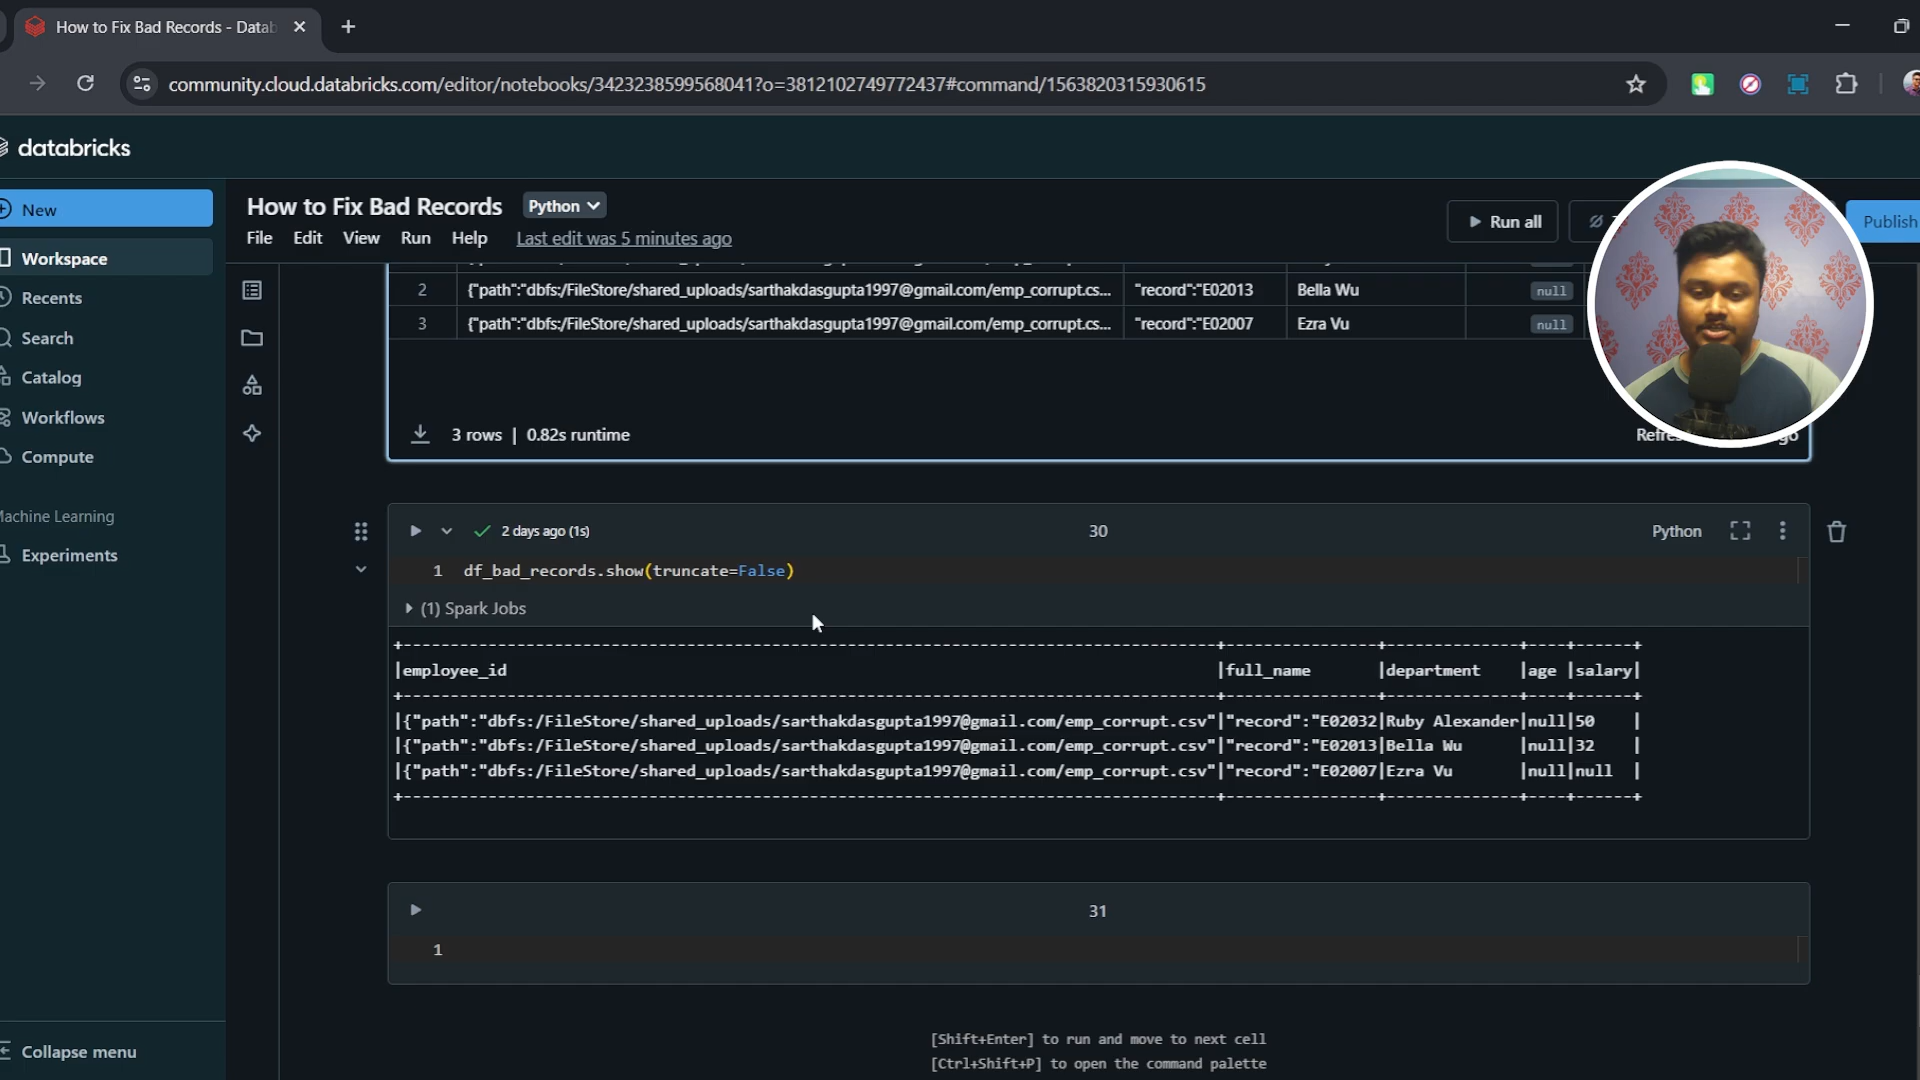 How to Fix Bad Records - Datab
community.cloud.databricks.com/editor/notebooks/3423238599568041?o=3812102749772437#command/1563820315930615
databricks
New
Workspace
Recents
Search
Catalog
Workflows
Compute
Machine Learning
Experiments
Collapse menu
How to Fix Bad Records Python
File Edit View Run Help Last edit was 5 minutes ago
Run all
Publish
2 {"path":"dbfs:/FileStore/shared_uploads/sarthakdasgupta1997@gmail.com/emp_corrupt.cs... "record":"E02013 Bella Wu null
3 {"path":"dbfs:/FileStore/shared_uploads/sarthakdasgupta1997@gmail.com/emp_corrupt.cs... "record":"E02007 Ezra Vu null
3 rows | 0.82s runtime
2 days ago (1s) 30 Python
1 df_bad_records.show(truncate=False)
(1) Spark Jobs
|employee_id |full_name |department |age |salary|
|{"path":"dbfs:/FileStore/shared_uploads/sarthakdasgupta1997@gmail.com/emp_corrupt.csv"|"record":"E02032|Ruby Alexander|null|50 |
|{"path":"dbfs:/FileStore/shared_uploads/sarthakdasgupta1997@gmail.com/emp_corrupt.csv"|"record":"E02013|Bella Wu |null|32 |
|{"path":"dbfs:/FileStore/shared_uploads/sarthakdasgupta1997@gmail.com/emp_corrupt.csv"|"record":"E02007|Ezra Vu |null|null |
31
1
[Shift+Enter] to run and move to next cell
[Ctrl+Shift+P] to open the command palette